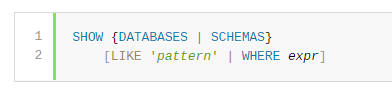 1 SHOW {DATABASES | SCHEMAS}
2     [LIKE 'pattern' | WHERE expr]